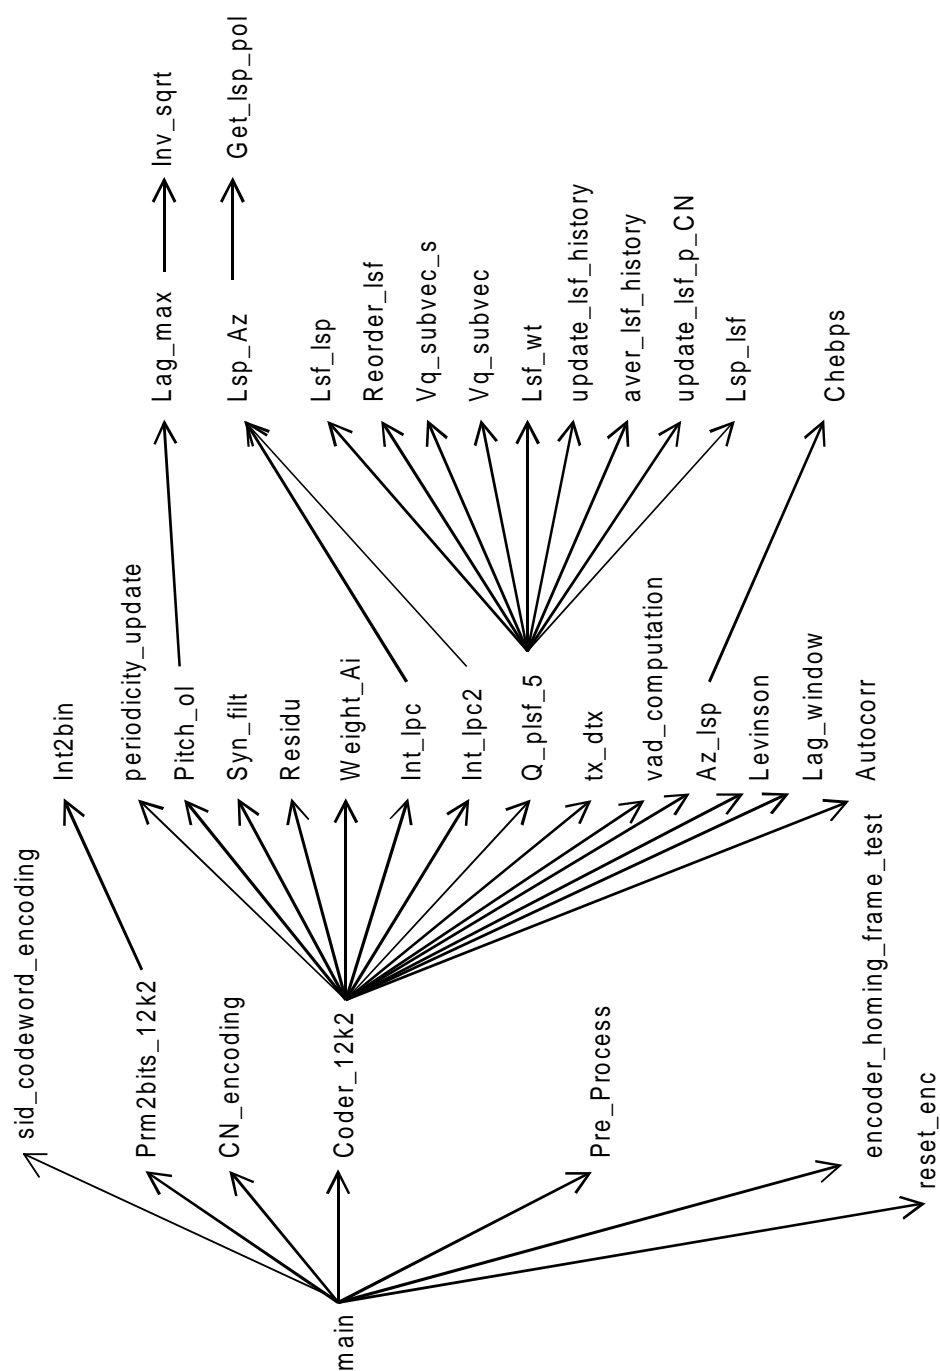 main
sid_codeword_encoding
Prm2bits_12k2
CN_encoding
Coder_12k2
Pre_Process
encoder_homing_frame_test
reset_enc
Int2bin
periodicity_update
Pitch_ol
Syn_filt
Residu
Weight_Ai
Int_lpc
Int_lpc2
Q_plsf_5
tx_dtx
vad_computation
Az_lsp
Levinson
Lag_window
Autocorr
Lag_max
Lsp_Az
Lsf_lsp
Reorder_lsf
Vq_subvec_s
Vq_subvec
Lsf_wt
update_lsf_history
aver_lsf_history
update_lsf_p_CN
Lsp_lsf
Chebps
Inv_sqrt
Get_lsp_pol